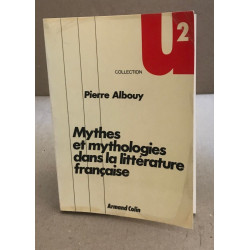 U2
COLLECTION
Pierre Albouy
Mythes
et mythologies
dans la littérature
française
Armand Colin